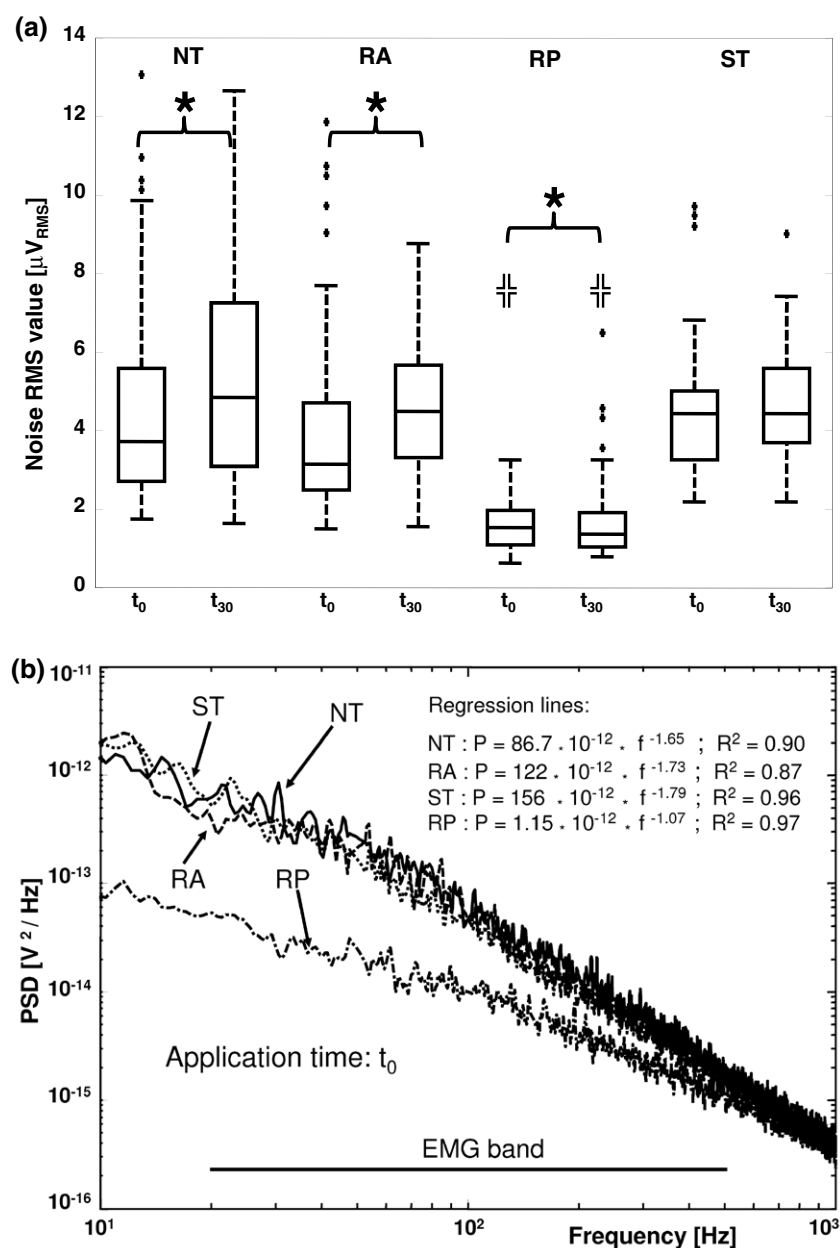 (a)
14
12
10
8
6
4
2
0
Noise RMS value [μV_RMS]
NT RA RP ST
* * *
t₀ t₃₀ t₀ t₃₀ t₀ t₃₀ t₀ t₃₀
(b)
10⁻¹¹
10⁻¹²
10⁻¹³
10⁻¹⁴
10⁻¹⁵
10⁻¹⁶
PSD [V² / Hz]
ST
NT
RA
RP
Regression lines:
NT : P = 86.7 * 10⁻¹² * f ⁻¹·⁶⁵ ; R² = 0.90
RA : P = 122 * 10⁻¹² * f ⁻¹·⁷³ ; R² = 0.87
ST : P = 156 * 10⁻¹² * f ⁻¹·⁷⁹ ; R² = 0.96
RP : P = 1.15 * 10⁻¹² * f ⁻¹·⁰⁷ ; R² = 0.97
Application time: t₀
EMG band
10¹ 10² 10³
Frequency [Hz]